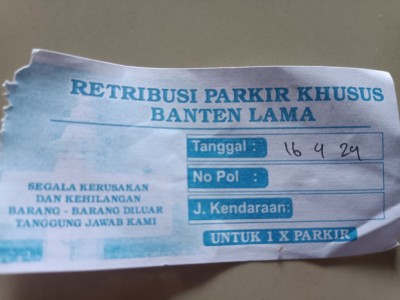 RETRIBUSI PARKIR KHUSUS
BANTEN LAMA
Tanggal : 16 4 24
No Pol :
J. Kendaraan:
SEGALA KERUSAKAN
DAN KEHILANGAN
BARANG - BARANG DILUAR
TANGGUNG JAWAB KAMI
UNTUK 1 X PARKIR